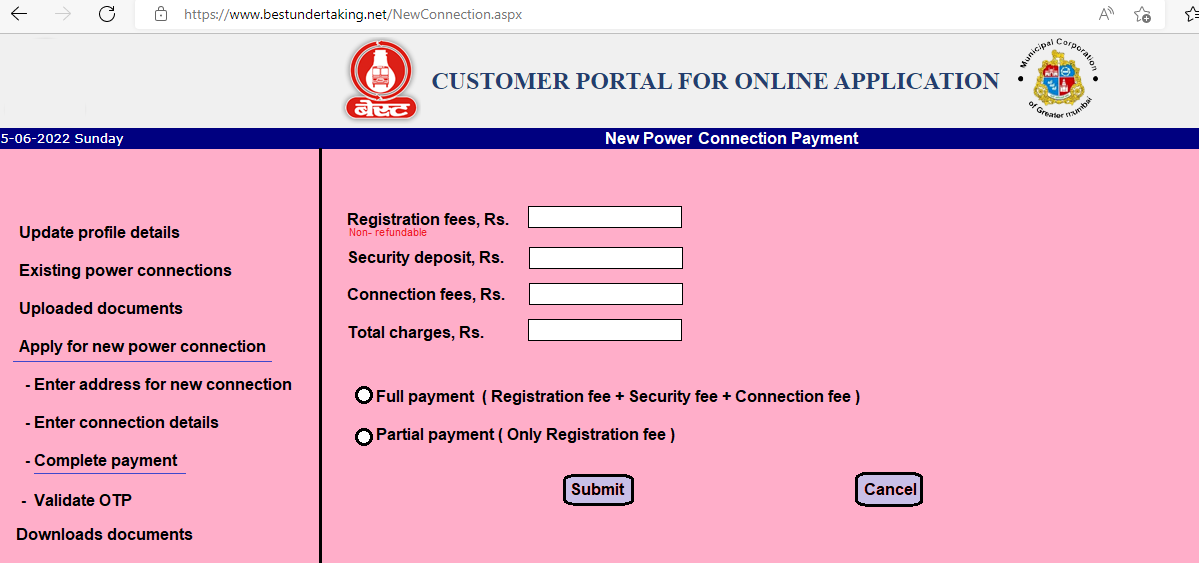 https://www.bestundertaking.net/NewConnection.aspx
बेस्ट
CUSTOMER PORTAL FOR ONLINE APPLICATION
Municipal Corporation
of Greater mumbai
5-06-2022 Sunday
New Power Connection Payment
Update profile details
Existing power connections
Uploaded documents
Apply for new power connection
- Enter address for new connection
- Enter connection details
- Complete payment
- Validate OTP
Downloads documents
Registration fees, Rs.
Non- refundable
Security deposit, Rs.
Connection fees, Rs.
Total charges, Rs.
Full payment ( Registration fee + Security fee + Connection fee )
Partial payment ( Only Registration fee )
Submit
Cancel